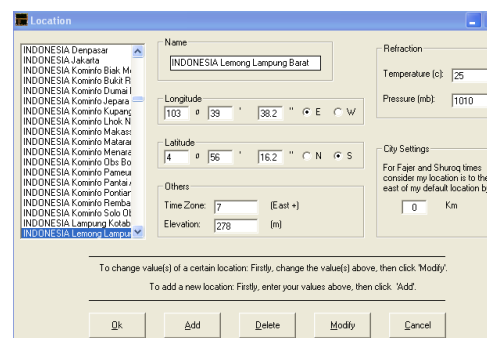 Location
INDONESIA Denpasar
INDONESIA Jakarta
INDONESIA Kominfo Biak M
INDONESIA Kominfo Bukit R
INDONESIA Kominfo Dumai
INDONESIA Kominfo Jepara
INDONESIA Kominfo Kupang
INDONESIA Kominfo Lhok N
INDONESIA Kominfo Makas
INDONESIA Kominfo Matara
INDONESIA Kominfo Menara
INDONESIA Kominfo Obs Bo
INDONESIA Kominfo Pameu
INDONESIA Kominfo Pantai
INDONESIA Kominfo Pontiar
INDONESIA Kominfo Remba
INDONESIA Kominfo Solo Ol
INDONESIA Lampung Kotab
INDONESIA Lemong Lampu
Name
INDONESIA Lemong Lampung Barat
Longitude
103 ø 39 ' 38.2 " E W
Latitude
4 ø 56 ' 16.2 " N S
Others
Time Zone: 7 (East +)
Elevation: 278 (m)
Refraction
Temperature (c): 25
Pressure (mb): 1010
City Settings
For Fajer and Shuroq times
consider my location is to the
east of my default location b
0 Km
To change value(s) of a certain location: Firstly, change the value(s) above, then click 'Modify'.
To add a new location: Firstly, enter your values above, then click 'Add'.
Ok Add Delete Modify Cancel